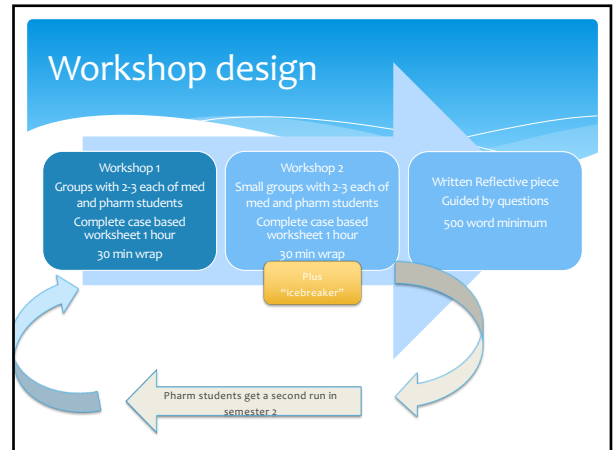 Workshop design
Workshop 1
Groups with 2-3 each of med
and pharm students
Complete case based
worksheet 1 hour
30 min wrap
Workshop 2
Small groups with 2-3 each of
med and pharm students
Complete case based
worksheet 1 hour
30 min wrap
Plus
"icebreaker"
Written Reflective piece
Guided by questions
500 word minimum
Pharm students get a second run in
semester 2